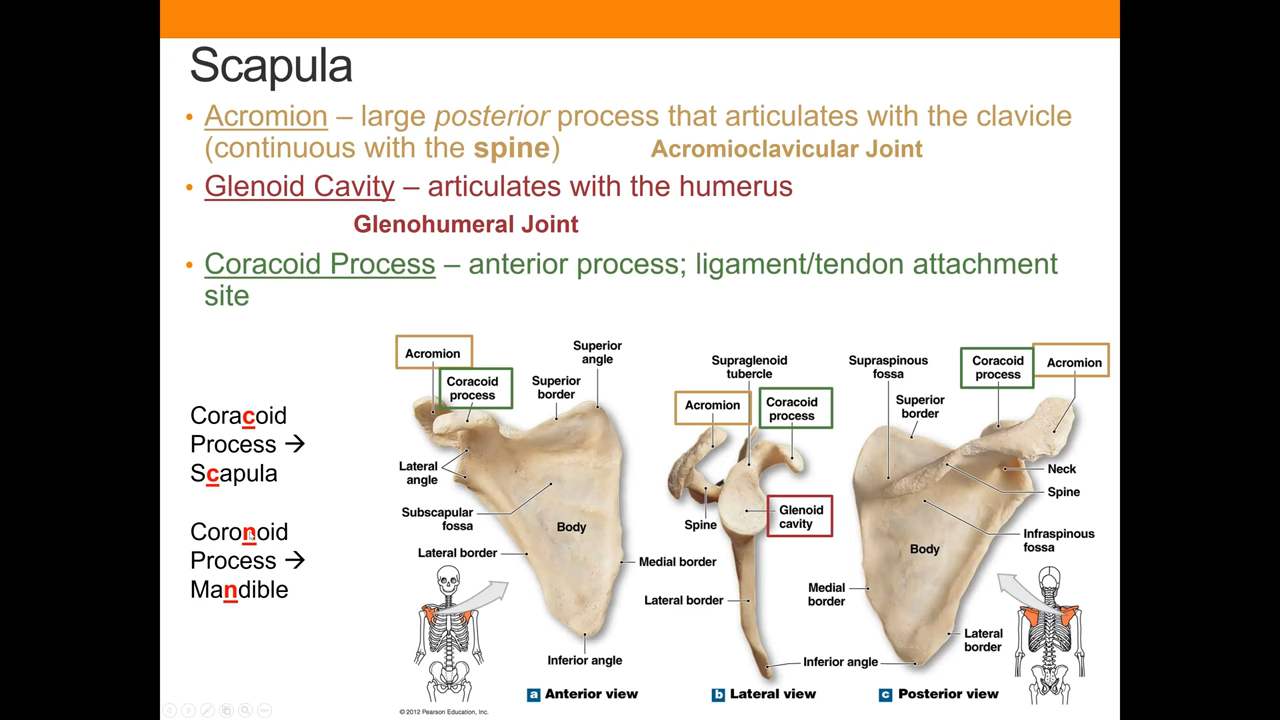 Scapula
• Acromion – large posterior process that articulates with the clavicle
(continuous with the spine)
Acromioclavicular Joint
• Glenoid Cavity – articulates with the humerus
Glenohumeral Joint
• Coracoid Process – anterior process; ligament/tendon attachment
site
Coracoid
Process →
Scapula
Coronoid
Process →
Mandible
Acromion
Coracoid
process
Superior
border
Superior
angle
Lateral
angle
Subscapular
fossa
Body
Lateral border
Medial border
Inferior angle
a Anterior view
Supraglenoid
tubercle
Acromion
Coracoid
process
Spine
Glenoid
cavity
Lateral border
Inferior angle
b Lateral view
Supraspinous
fossa
Superior
border
Coracoid
process
Acromion
Neck
Spine
Infraspinous
fossa
Body
Medial
border
Lateral
border
c Posterior view
© 2012 Pearson Education, Inc.